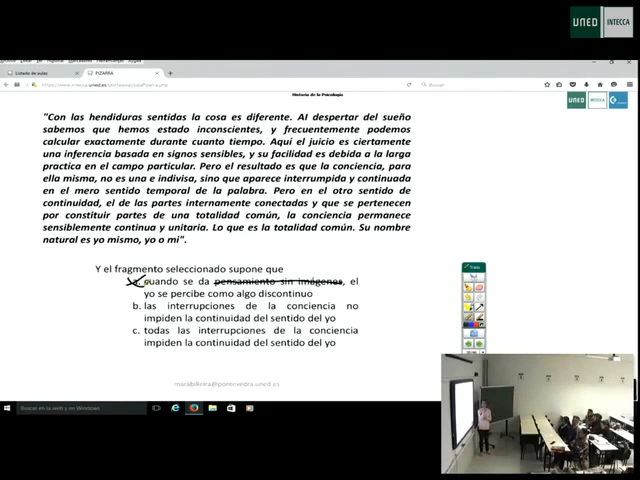 UNED INTECCA
Listado de aulas
PIZARRA
Buscar
Historia de la Psicología
UNED
"Con las hendiduras sentidas la cosa es diferente. Al despertar del sueño
sabemos que hemos estado inconscientes, y frecuentemente podemos
calcular exactamente durante cuanto tiempo. Aquí el juicio es ciertamente
una inferencia basada en signos sensibles, y su facilidad es debida a la larga
practica en el campo particular. Pero el resultado es que la conciencia, para
ella misma, no es una e indivisa, sino que aparece interrumpida y continuada
en el mero sentido temporal de la palabra. Pero en el otro sentido de
continuidad, el de las partes internamente conectadas y que se pertenecen
por constituir partes de una totalidad común, la conciencia permanece
sensiblemente continua y unitaria. Lo que es la totalidad común. Su nombre
natural es yo mismo, yo o mi".
Y el fragmento seleccionado supone que
a. cuando se da pensamiento sin imágenes, el
yo se percibe como algo discontinuo
b. las interrupciones de la conciencia no
impiden la continuidad del sentido del yo
c. todas las interrupciones de la conciencia
impiden la continuidad del sentido del yo
Buscar en la web y en Windows